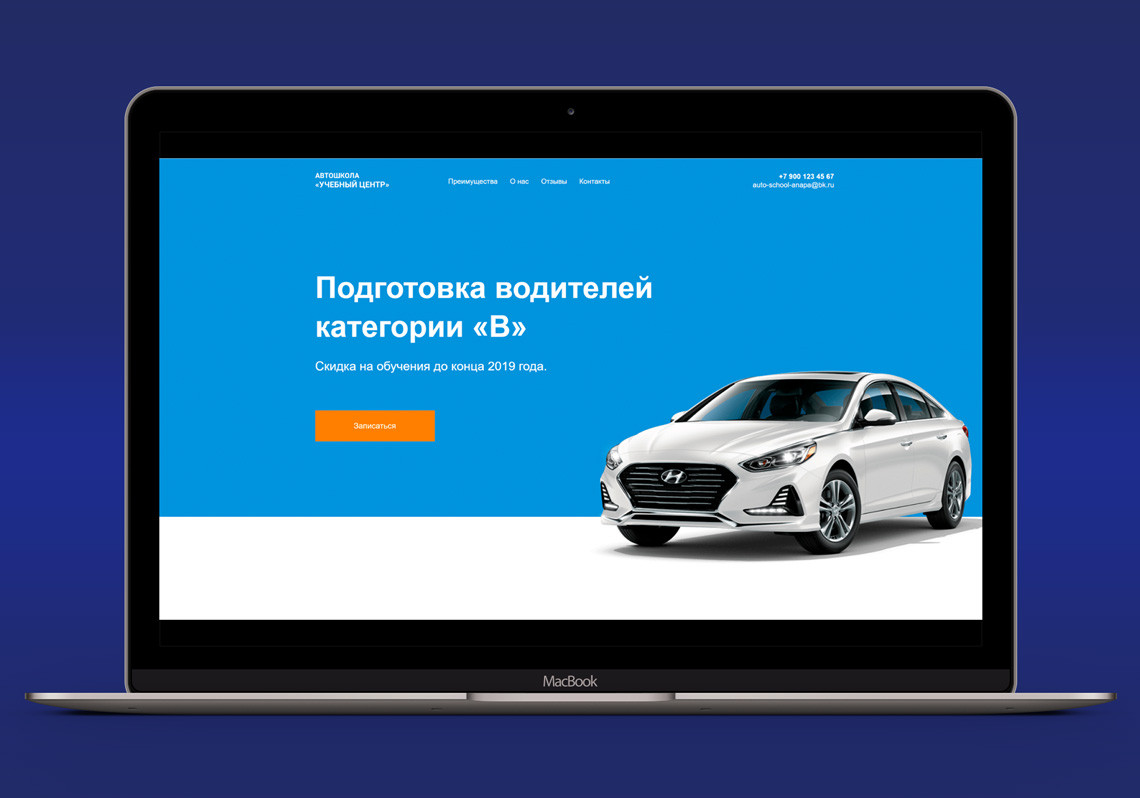 АВТОШКОЛА
«УЧЕБНЫЙ ЦЕНТР»
Преимущества О нас Отзывы Контакты
+7 900 123 45 67
auto-school-anapa@bk.ru
Подготовка водителей
категории «В»
Скидка на обучения до конца 2019 года.
Записаться
MacBook